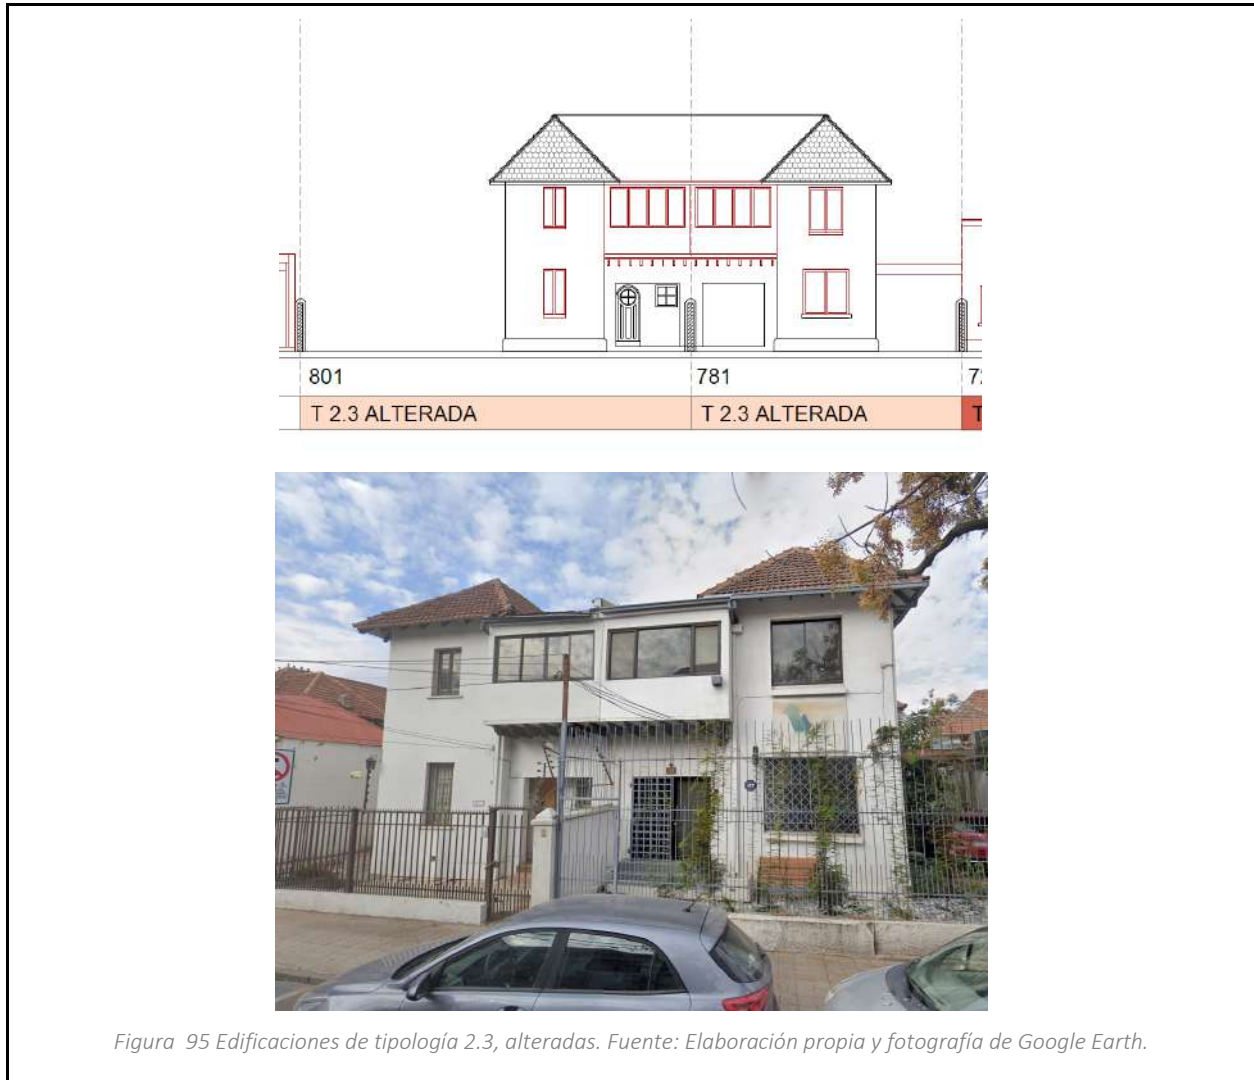 801
781
72
T 2.3 ALTERADA
T 2.3 ALTERADA
T
Figura 95 Edificaciones de tipología 2.3, alteradas. Fuente: Elaboración propia y fotografía de Google Earth.